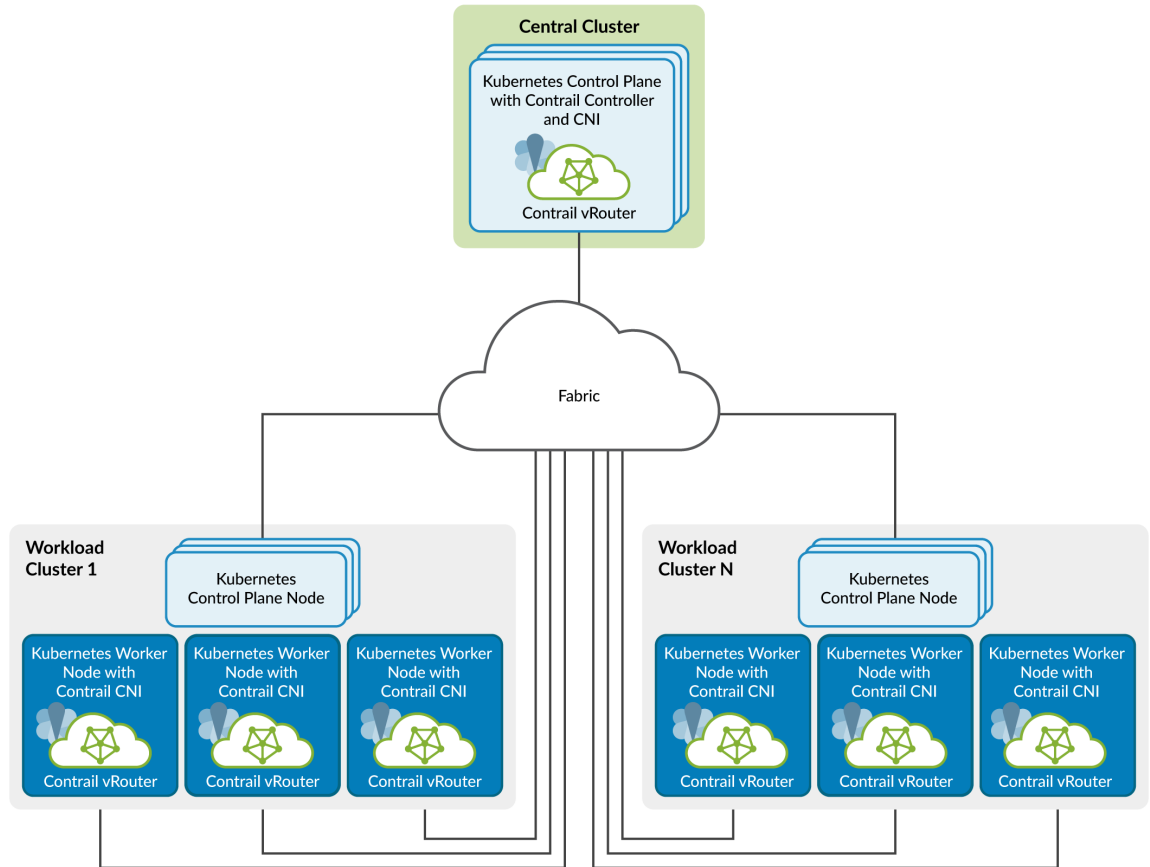 Central Cluster
Kubernetes Control Plane
with Contrail Controller
and CNI
Contrail vRouter
Fabric
Workload
Cluster 1
Kubernetes
Control Plane Node
Kubernetes Worker
Node with
Contrail CNI
Contrail vRouter
Kubernetes Worker
Node with
Contrail CNI
Contrail vRouter
Kubernetes Worker
Node with
Contrail CNI
Contrail vRouter
Workload
Cluster N
Kubernetes
Control Plane Node
Kubernetes Worker
Node with
Contrail CNI
Contrail vRouter
Kubernetes Worker
Node with
Contrail CNI
Contrail vRouter
Kubernetes Worker
Node with
Contrail CNI
Contrail vRouter